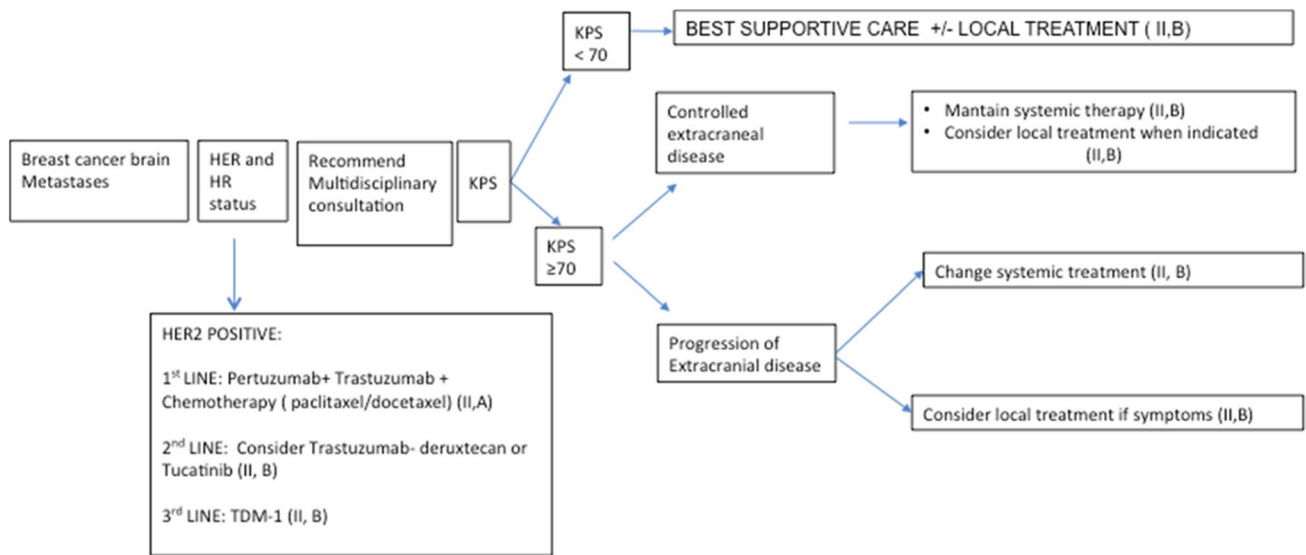 KPS
< 70
BEST SUPPORTIVE CARE +/- LOCAL TREATMENT ( II,B)
Controlled
extracraneal
disease
• Mantain systemic therapy (II,B)
• Consider local treatment when indicated
(II,B)
Breast cancer brain
Metastases
HER and
HR
status
Recommend
Multidisciplinary
consultation
KPS
KPS
≥70
Change systemic treatment (II, B)
Progression of
Extracranial disease
Consider local treatment if symptoms (II,B)
HER2 POSITIVE:
1st LINE: Pertuzumab+ Trastuzumab +
Chemotherapy ( paclitaxel/docetaxel) (II,A)
2nd LINE: Consider Trastuzumab- deruxtecan or
Tucatinib (II, B)
3rd LINE: TDM-1 (II, B)